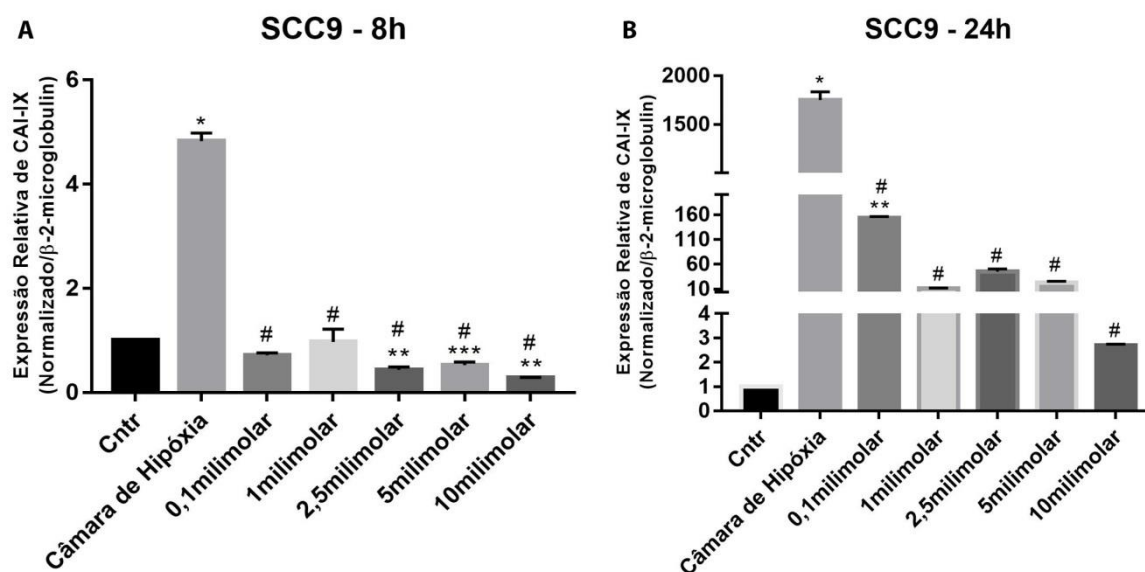 A
SCC9 - 8h
Expressão Relativa de CAI-IX
(Normalizado/β-2-microglobulin)
6
4
2
0
*
#
#
#
**
#
***
#
**
Cntr
Câmara de Hipóxia
0,1milimolar
1milimolar
2,5milimolar
5milimolar
10milimolar
B
SCC9 - 24h
Expressão Relativa de CAI-IX
(Normalizado/β-2-microglobulin)
2000
1500
160
110
60
10
4
3
2
1
0
*
#
**
#
#
#
#
Cntr
Câmara de Hipóxia
0,1milimolar
1milimolar
2,5milimolar
5milimolar
10milimolar